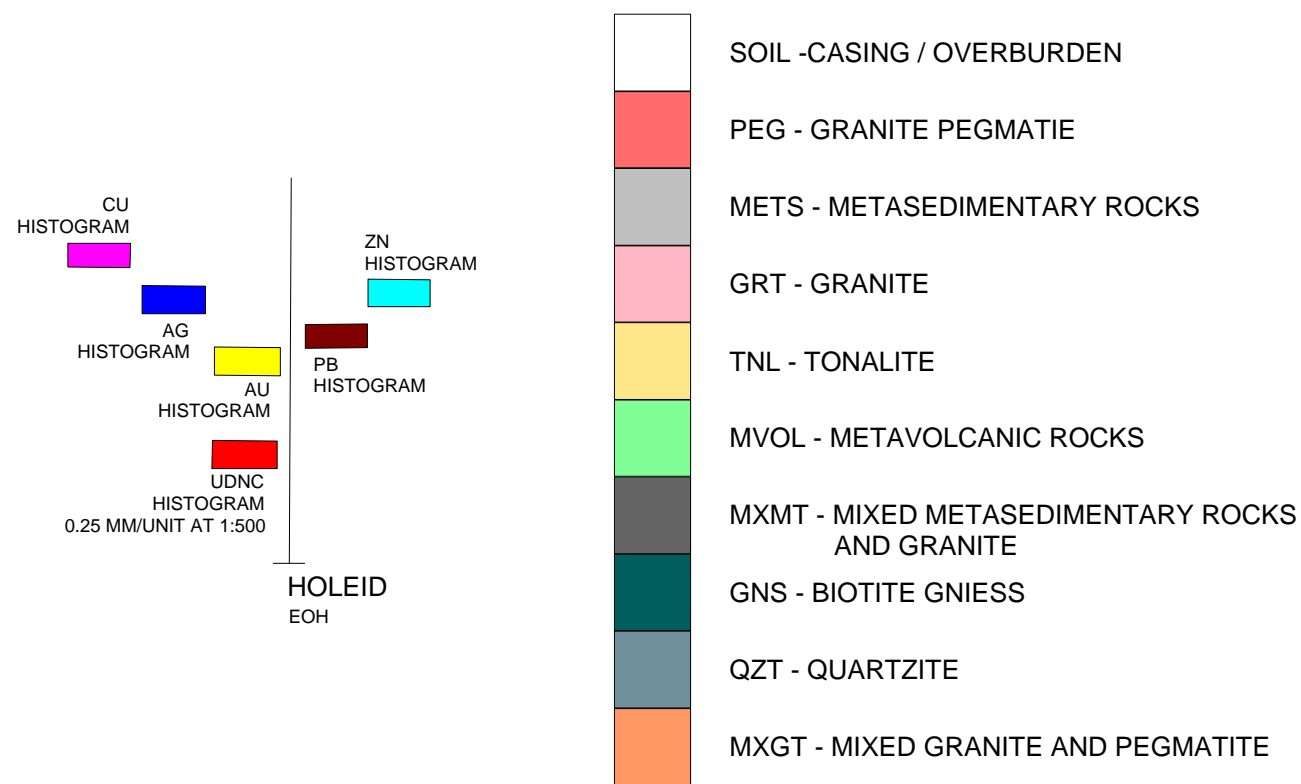 CU
HISTOGRAM
AG
HISTOGRAM
AU
HISTOGRAM
UDNC
HISTOGRAM
0.25 MM/UNIT AT 1:500
ZN
HISTOGRAM
PB
HISTOGRAM
HOLEID
EOH
SOIL -CASING / OVERBURDEN
PEG - GRANITE PEGMATIE
METS - METASEDIMENTARY ROCKS
GRT - GRANITE
TNL - TONALITE
MVOL - METAVOLCANIC ROCKS
MXMT - MIXED METASEDIMENTARY ROCKS
AND GRANITE
GNS - BIOTITE GNIESS
QZT - QUARTZITE
MXGT - MIXED GRANITE AND PEGMATITE